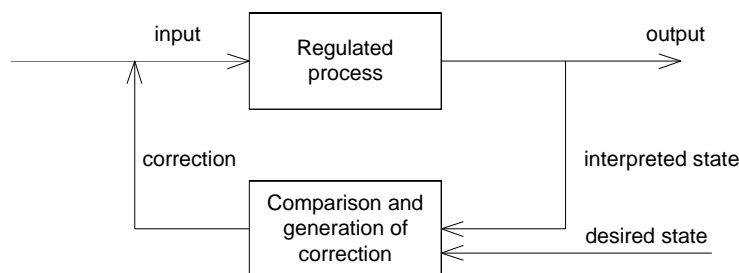 input
Regulated
process
output
correction
interpreted state
Comparison and
generation of
correction
desired state